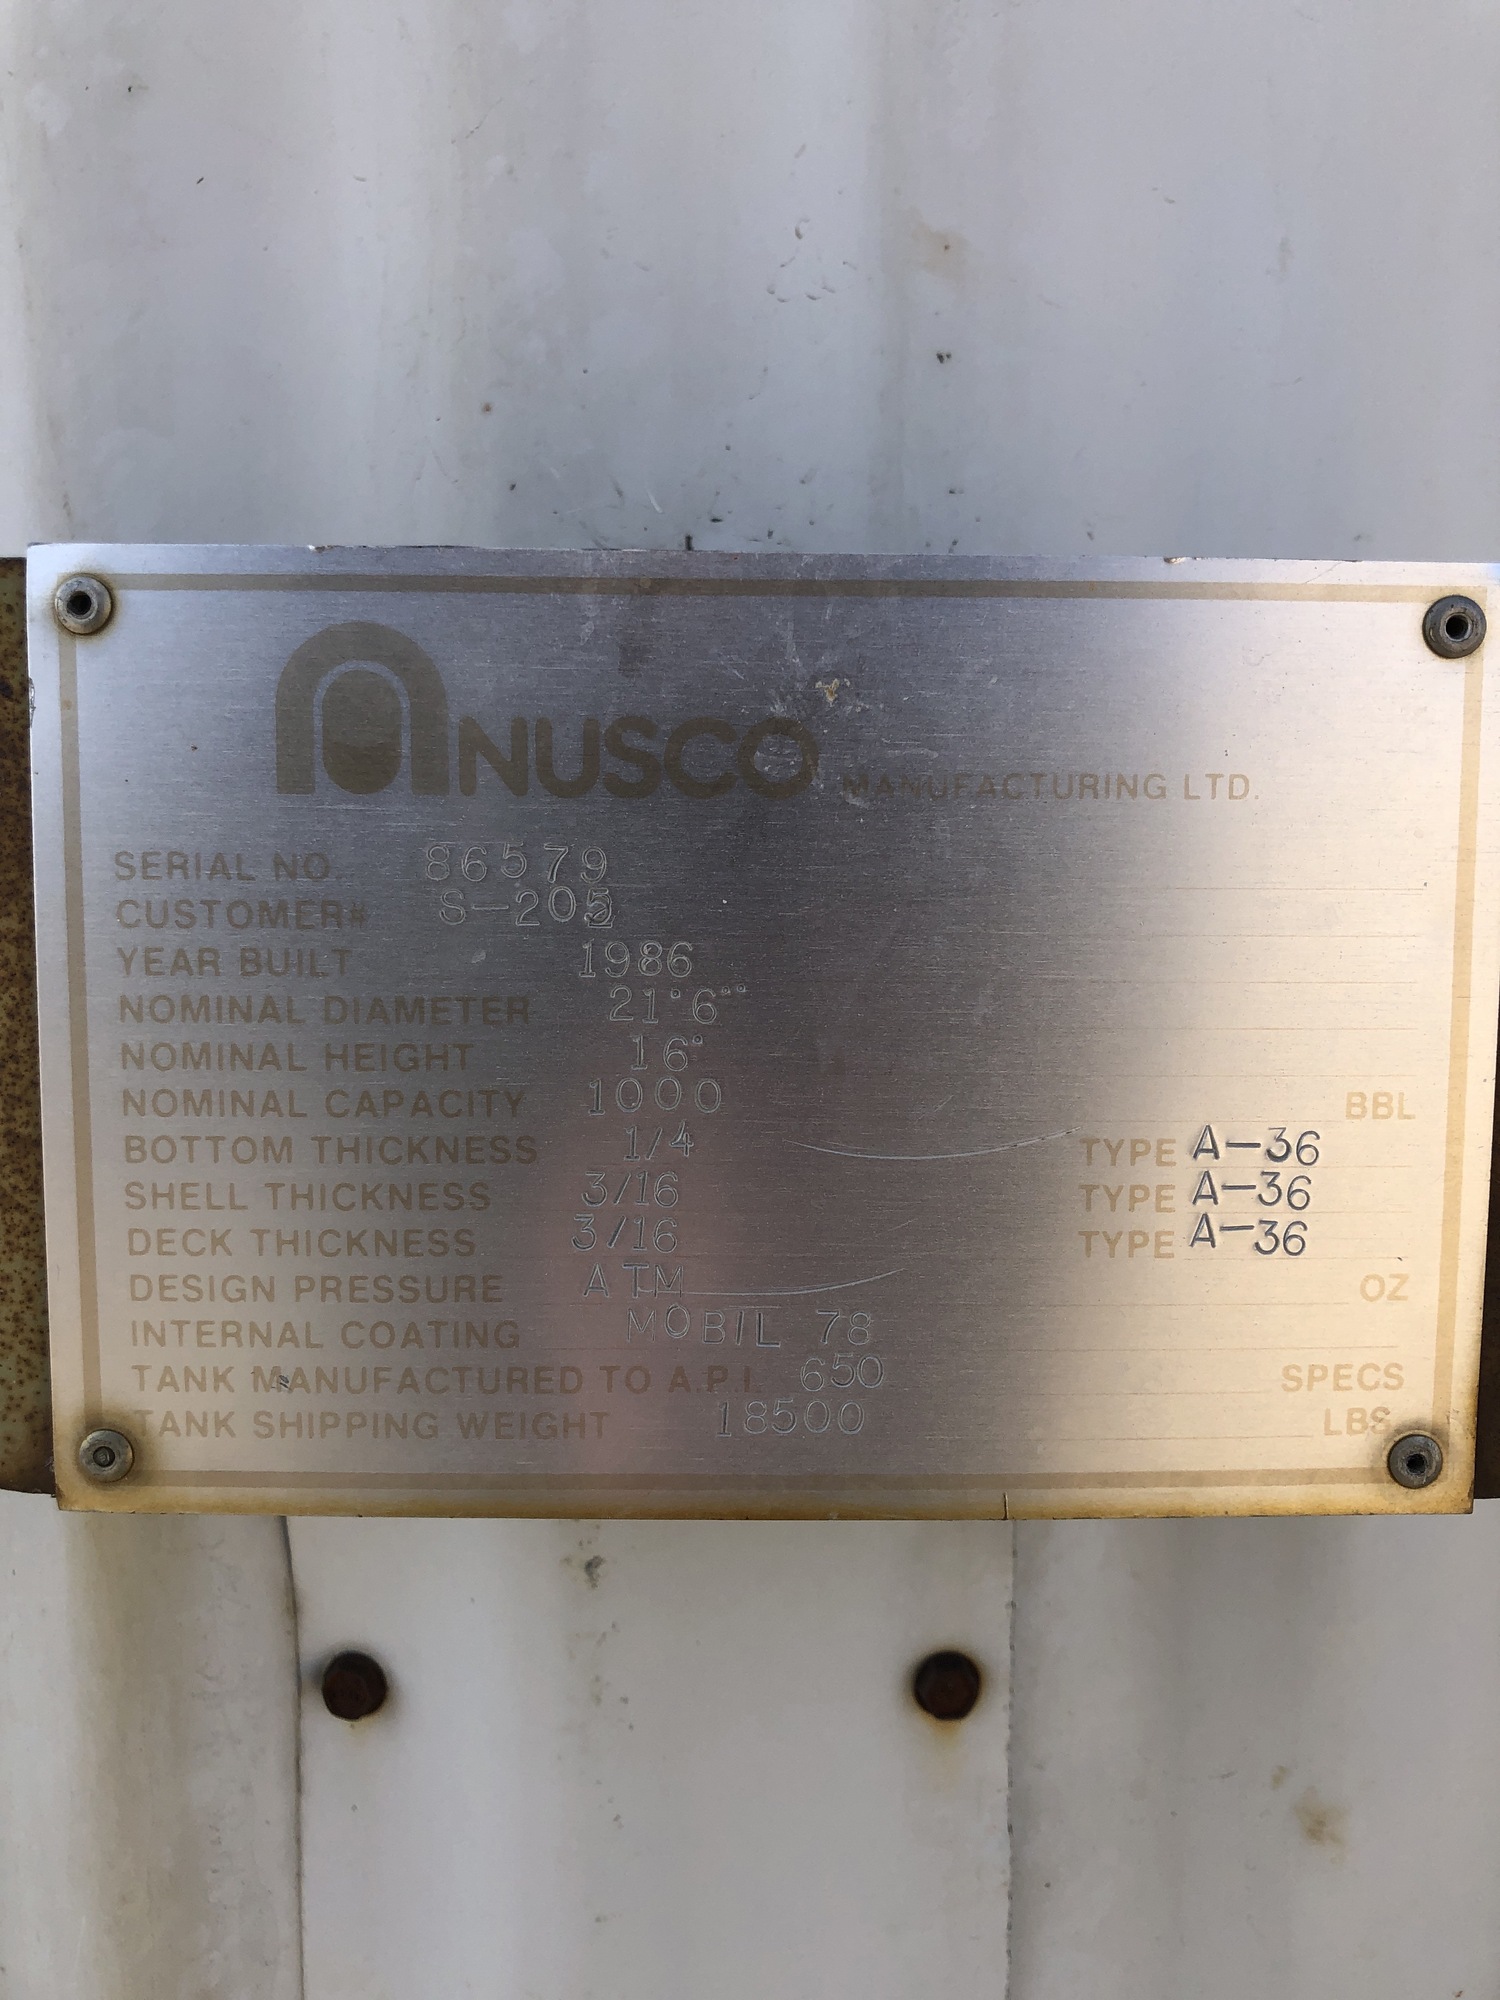 NUSCO MANUFACTURING LTD.
SERIAL NO. 86579
CUSTOMER# S-205
YEAR BUILT 1986
NOMINAL DIAMETER 21'6"
NOMINAL HEIGHT 16'
NOMINAL CAPACITY 1000 BBL
BOTTOM THICKNESS 1/4 TYPE A-36
SHELL THICKNESS 3/16 TYPE A-36
DECK THICKNESS 3/16 TYPE A-36
DESIGN PRESSURE ATM OZ
INTERNAL COATING MOBIL 78
TANK MANUFACTURED TO A.P.I. 650 SPECS
TANK SHIPPING WEIGHT 18500 LBS.